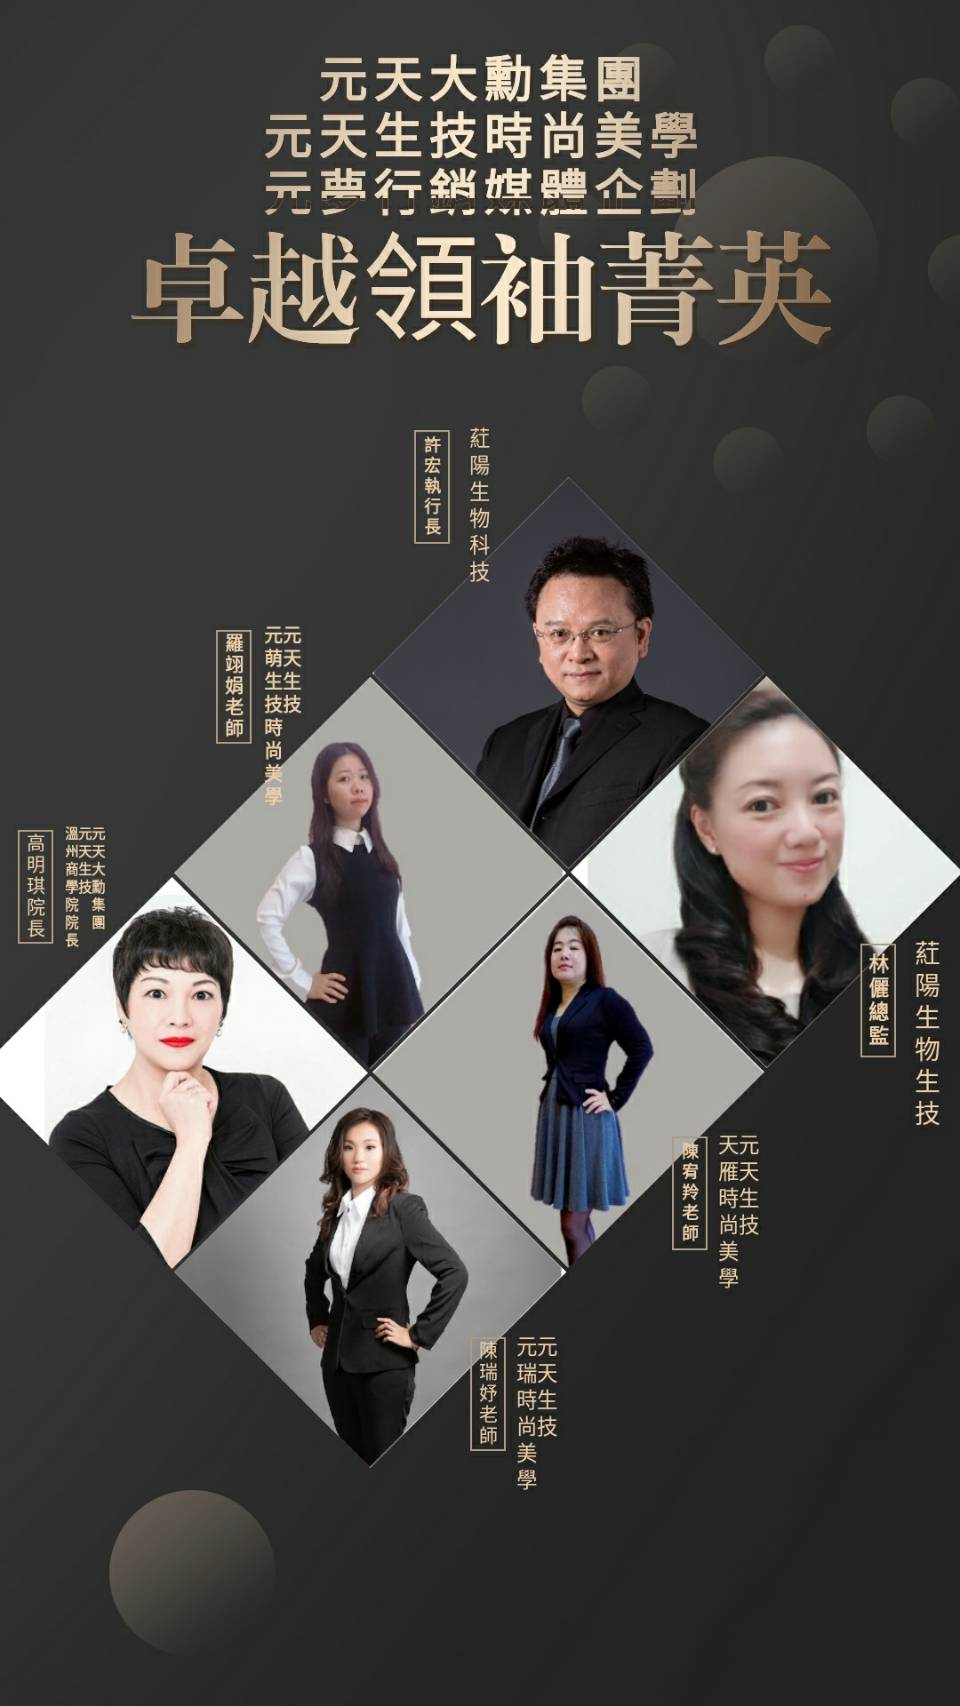 元天大勳集團
元天生技時尚美學
元夢行銷媒體企劃
卓越領袖菁英
荭陽生物科技
許宏執行長
元天生技
元萌生技時尚美學
羅翊娟老師
元天大勳集團
元天生技
溫州商學院院長
高明琪院長
荭陽生物生技
林儷總監
元天生技
天雁時尚美學
陳宥羚老師
元天生技
元瑞時尚美學
陳瑞妤老師